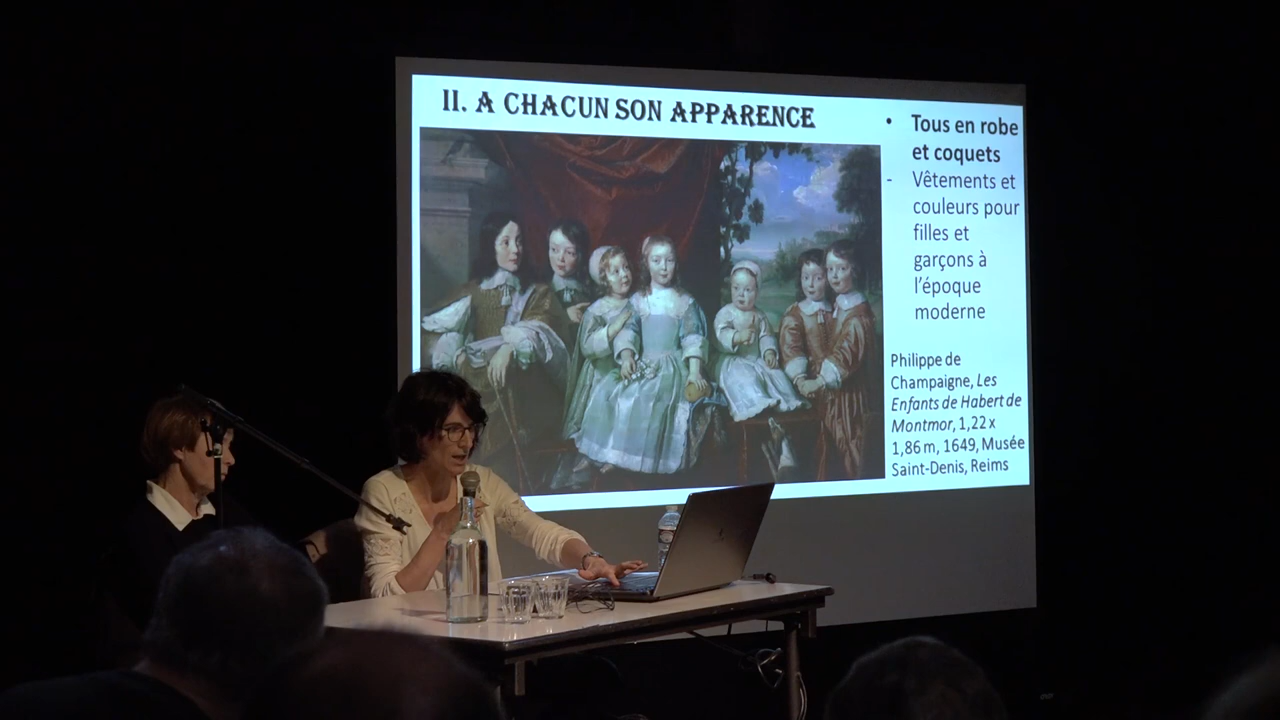 II. A CHACUN SON APPARENCE
• Tous en robe
et coquets
- Vêtements et
couleurs pour
filles et
garçons à
l'époque
moderne
Philippe de
Champaigne, Les
Enfants de Habert de
Montmor, 1,22 x
1,86 m, 1649, Musée
Saint-Denis, Reims